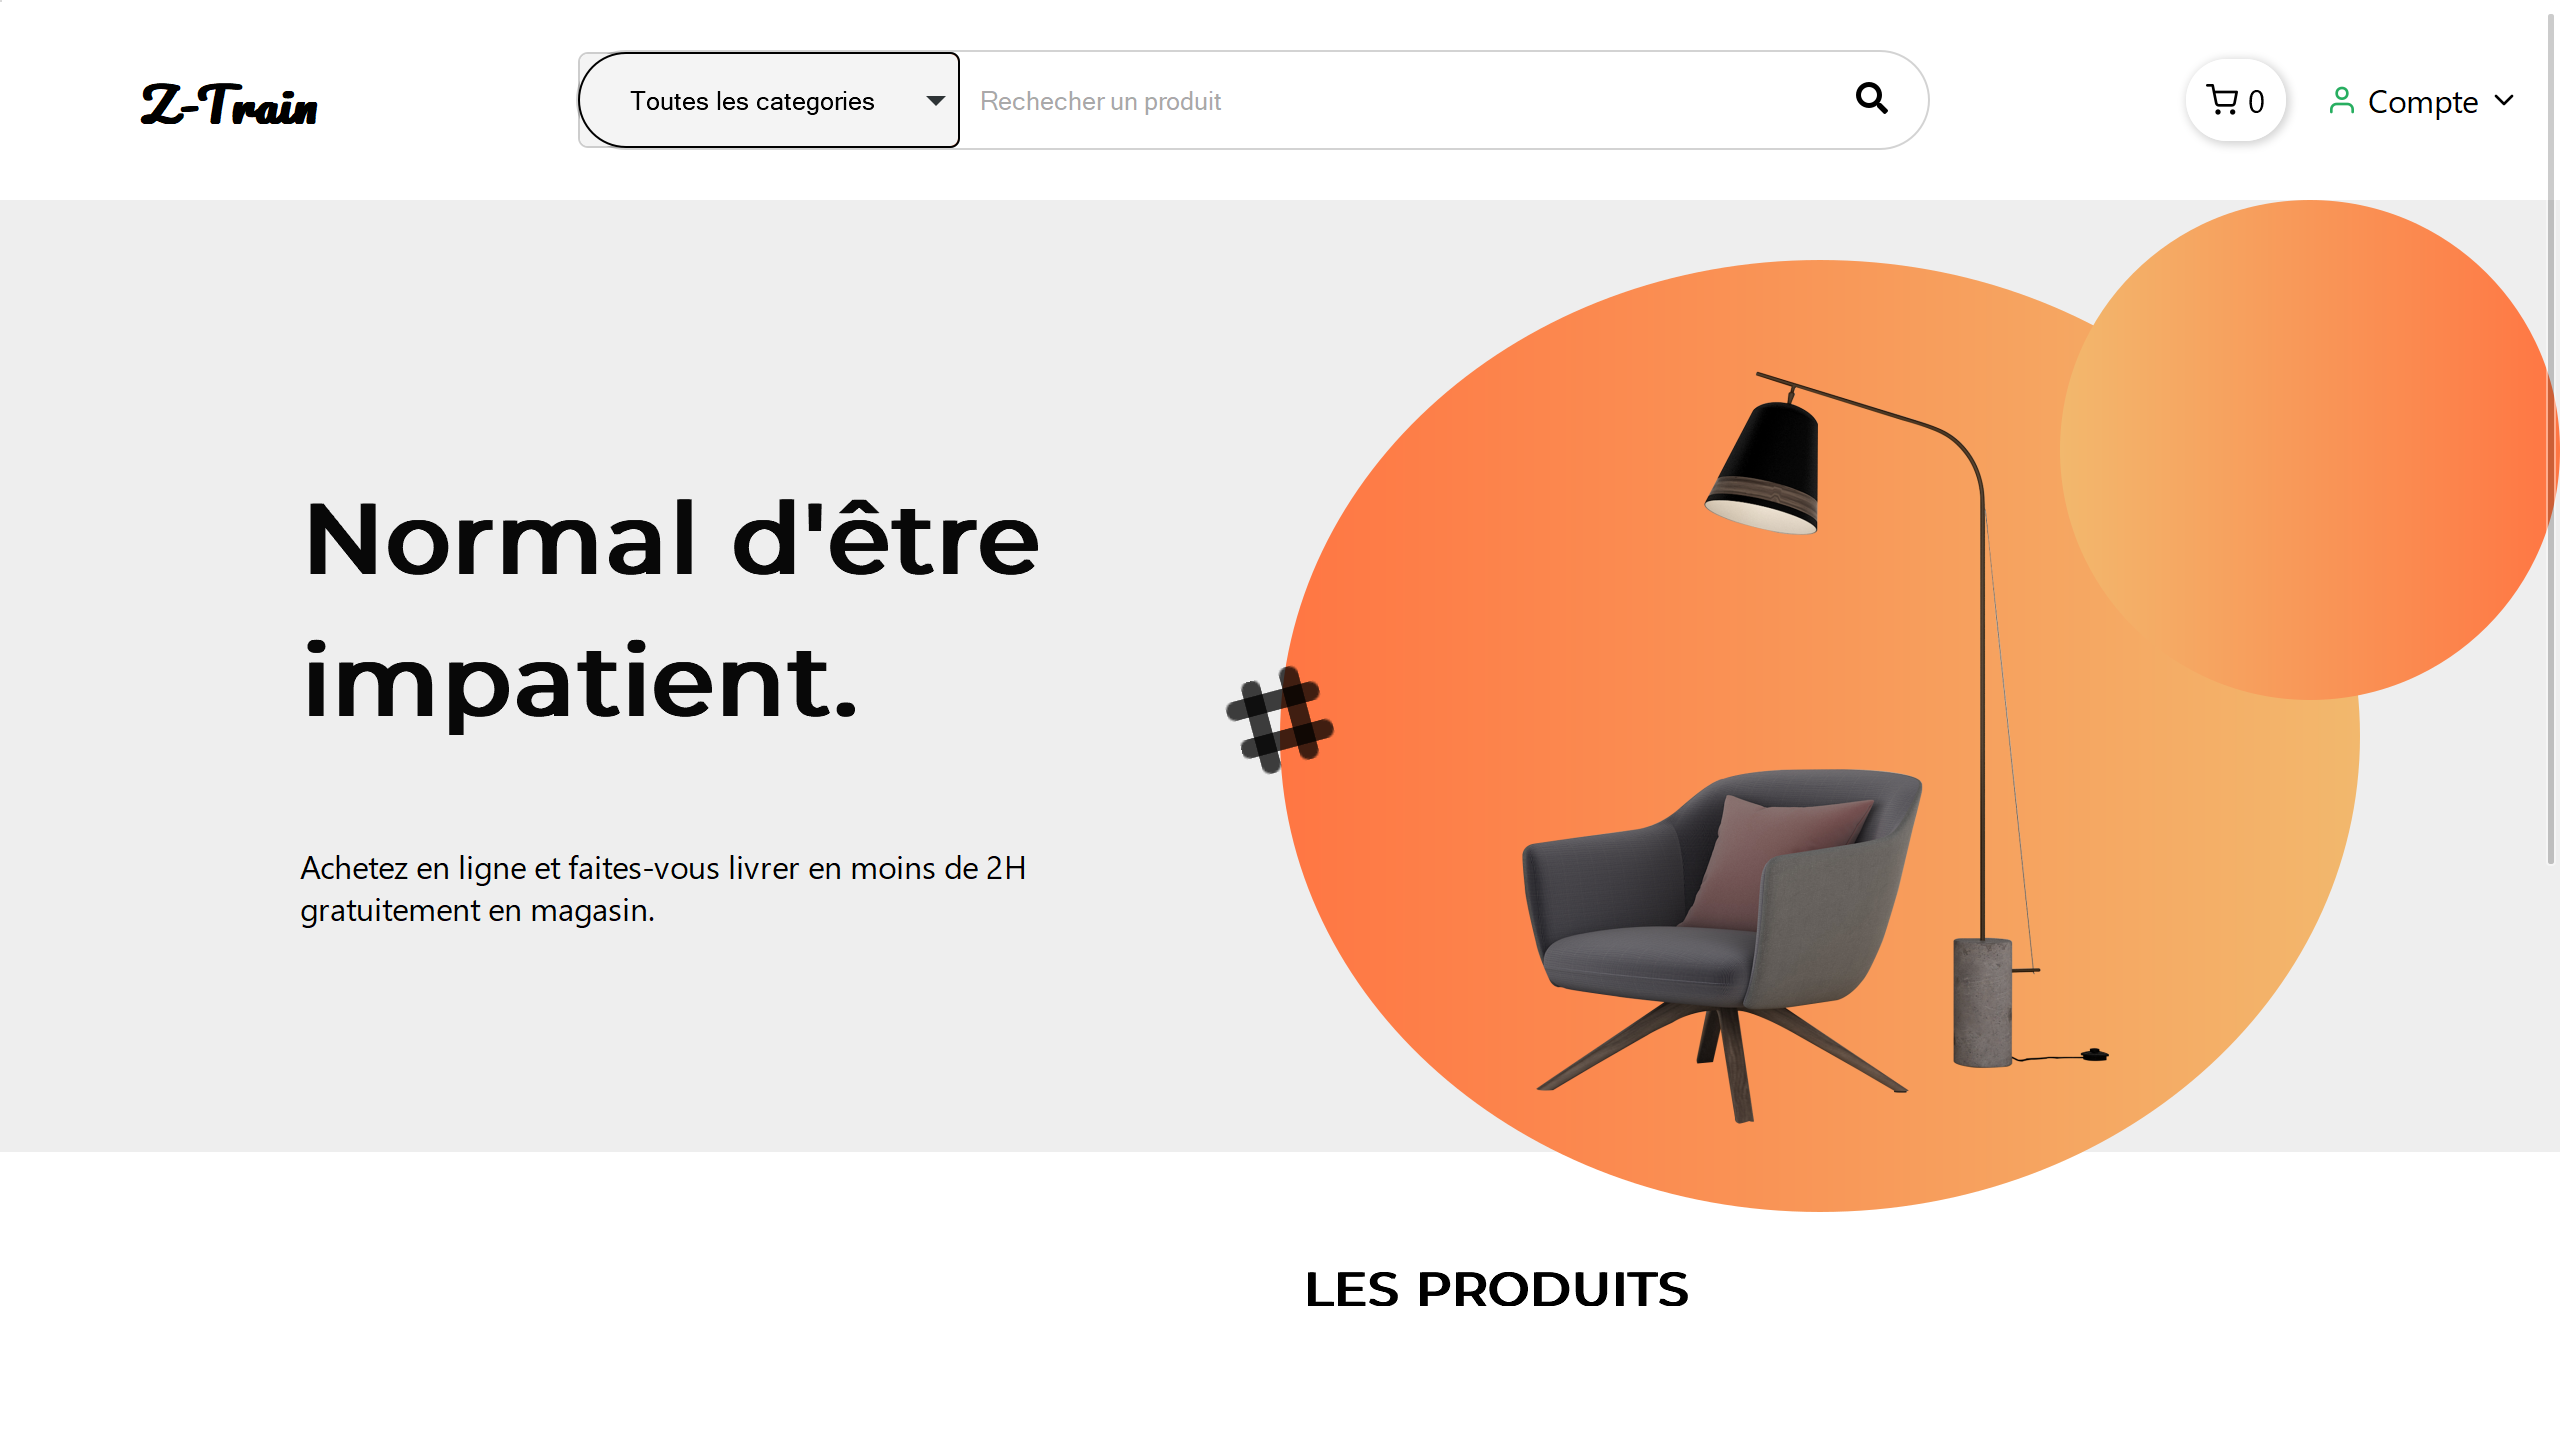 Z-Train
Toutes les categories
Rechecher un produit
0
Compte
Normal d'être
impatient.
Achetez en ligne et faites-vous livrer en moins de 2H
gratuitement en magasin.
LES PRODUITS